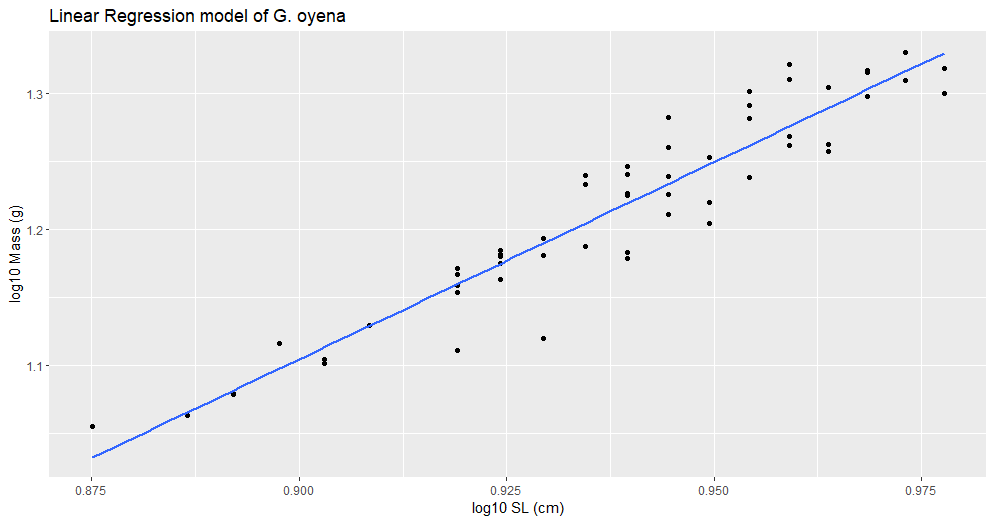 Linear Regression model of G. oyena
log10 Mass (g)
1.3
1.2
1.1
0.875 0.900 0.925 0.950 0.975
log10 SL (cm)